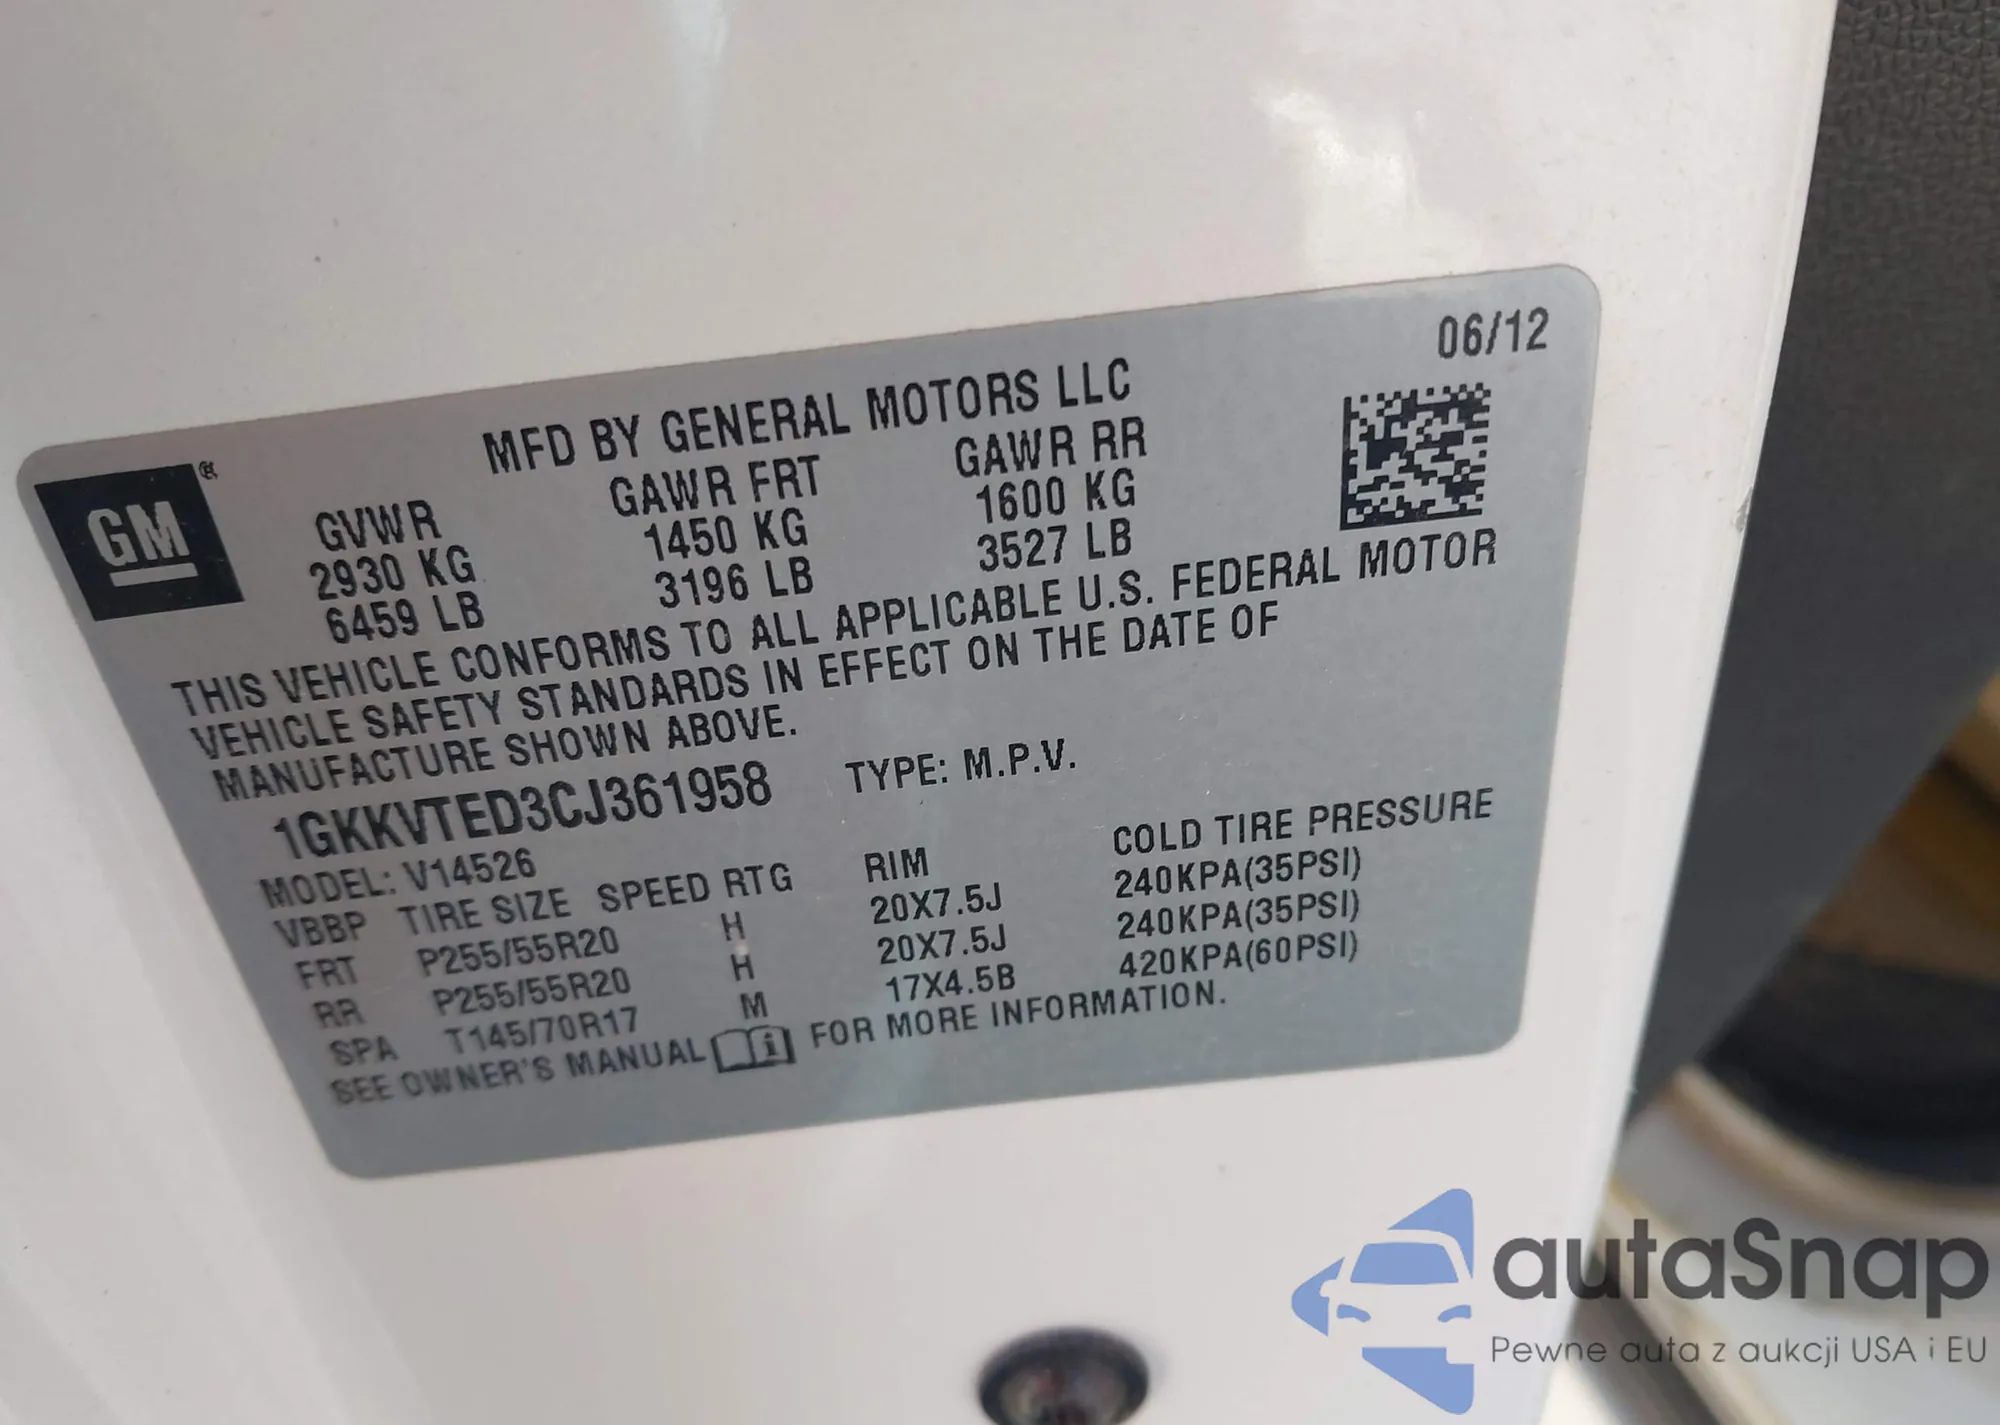 06/12
MFD BY GENERAL MOTORS LLC
GM®
GVWR GAWR FRT GAWR RR
2930 KG 1450 KG 1600 KG
6459 LB 3196 LB 3527 LB
THIS VEHICLE CONFORMS TO ALL APPLICABLE U.S. FEDERAL MOTOR
VEHICLE SAFETY STANDARDS IN EFFECT ON THE DATE OF
MANUFACTURE SHOWN ABOVE.
1GKKVTED3CJ361958 TYPE: M.P.V.
MODEL: V14526
VBBP TIRE SIZE SPEED RTG RIM COLD TIRE PRESSURE
FRT P255/55R20 H 20X7.5J 240KPA(35PSI)
RR P255/55R20 H 20X7.5J 240KPA(35PSI)
SPA T145/70R17 M 17X4.5B 420KPA(60PSI)
SEE OWNER'S MANUAL FOR MORE INFORMATION.
autaSnap
Pewne auta z aukcji USA i EU